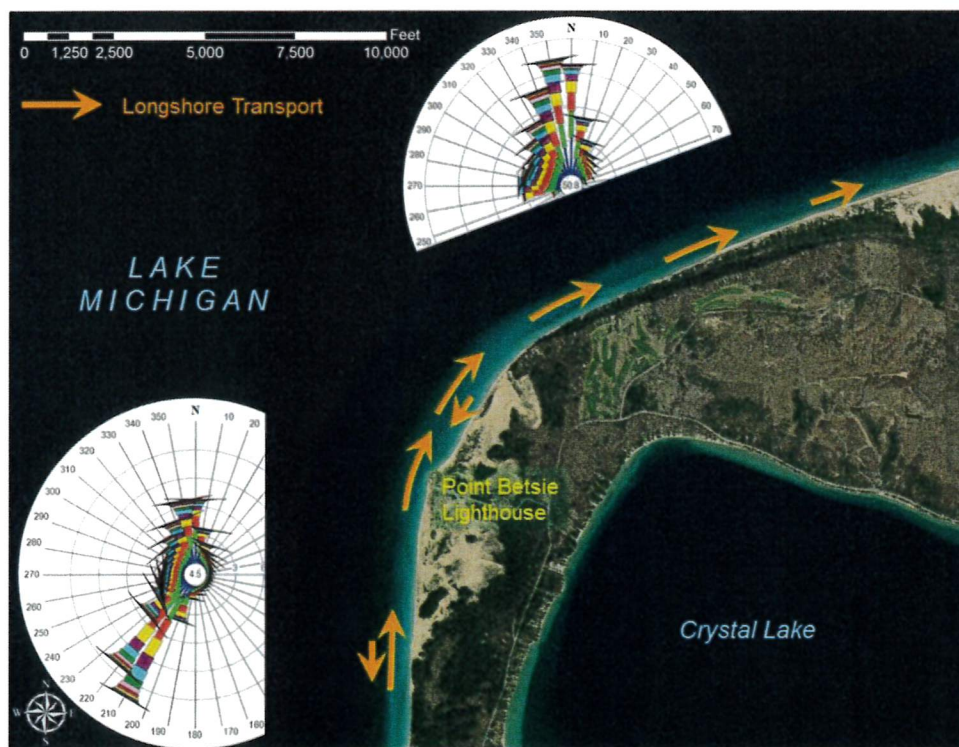 Feet
0 1,250 2,500 5,000 7,500 10,000
Longshore Transport
N
340 350 10 20
330 30
320 40
310 50
300 60
290 70
280
270
260
250
50.8
LAKE
MICHIGAN
Point Betsie
Lighthouse
Crystal Lake
N
340 350 10 20
330
320
310
300
290
280
270
260
250
240
230
220
210
200 190 180 170 160
4.5
3
N
W E
S